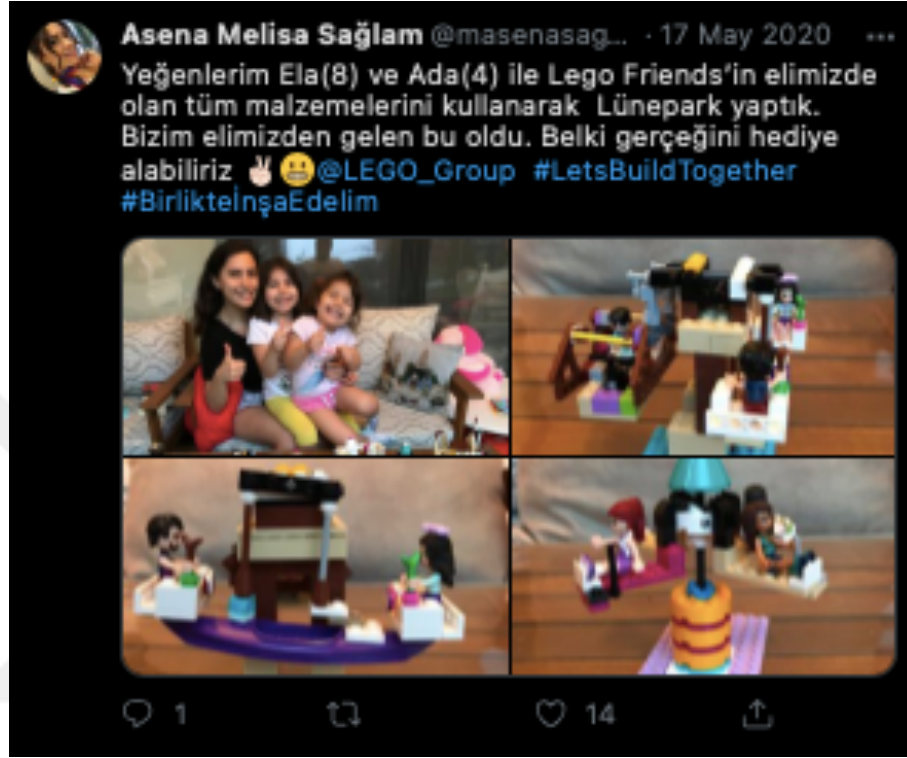 Asena Melisa Sağlam @masenasag... · 17 May 2020
Yeğenlerim Ela(8) ve Ada(4) ile Lego Friends'in elimizde
olan tüm malzemelerini kullanarak Lünepark yaptık.
Bizim elimizden gelen bu oldu. Belki gerçeğini hediye
alabiliriz ✌🏻😬@LEGO_Group #LetsBuildTogether
#BirlikteİnşaEdelim
1 14